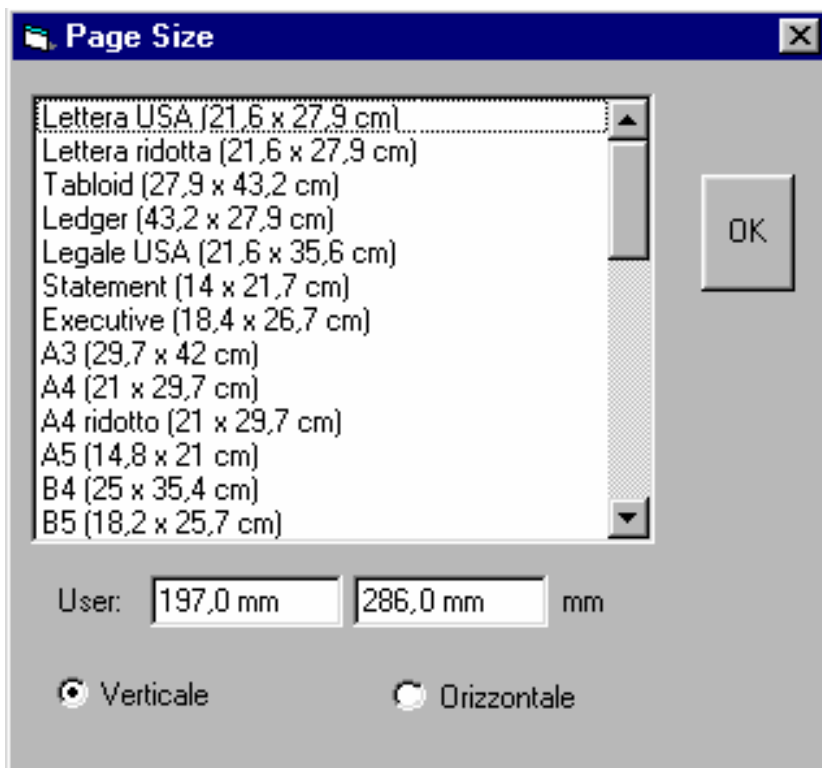 Page Size
Lettera USA (21,6 x 27,9 cm)
Lettera ridotta (21,6 x 27,9 cm)
Tabloid (27,9 x 43,2 cm)
Ledger (43,2 x 27,9 cm)
Legale USA (21,6 x 35,6 cm)
Statement (14 x 21,7 cm)
Executive (18,4 x 26,7 cm)
A3 (29,7 x 42 cm)
A4 (21 x 29,7 cm)
A4 ridotto (21 x 29,7 cm)
A5 (14,8 x 21 cm)
B4 (25 x 35,4 cm)
B5 (18,2 x 25,7 cm)
OK
User: 197,0 mm 286,0 mm mm
Verticale Orizzontale